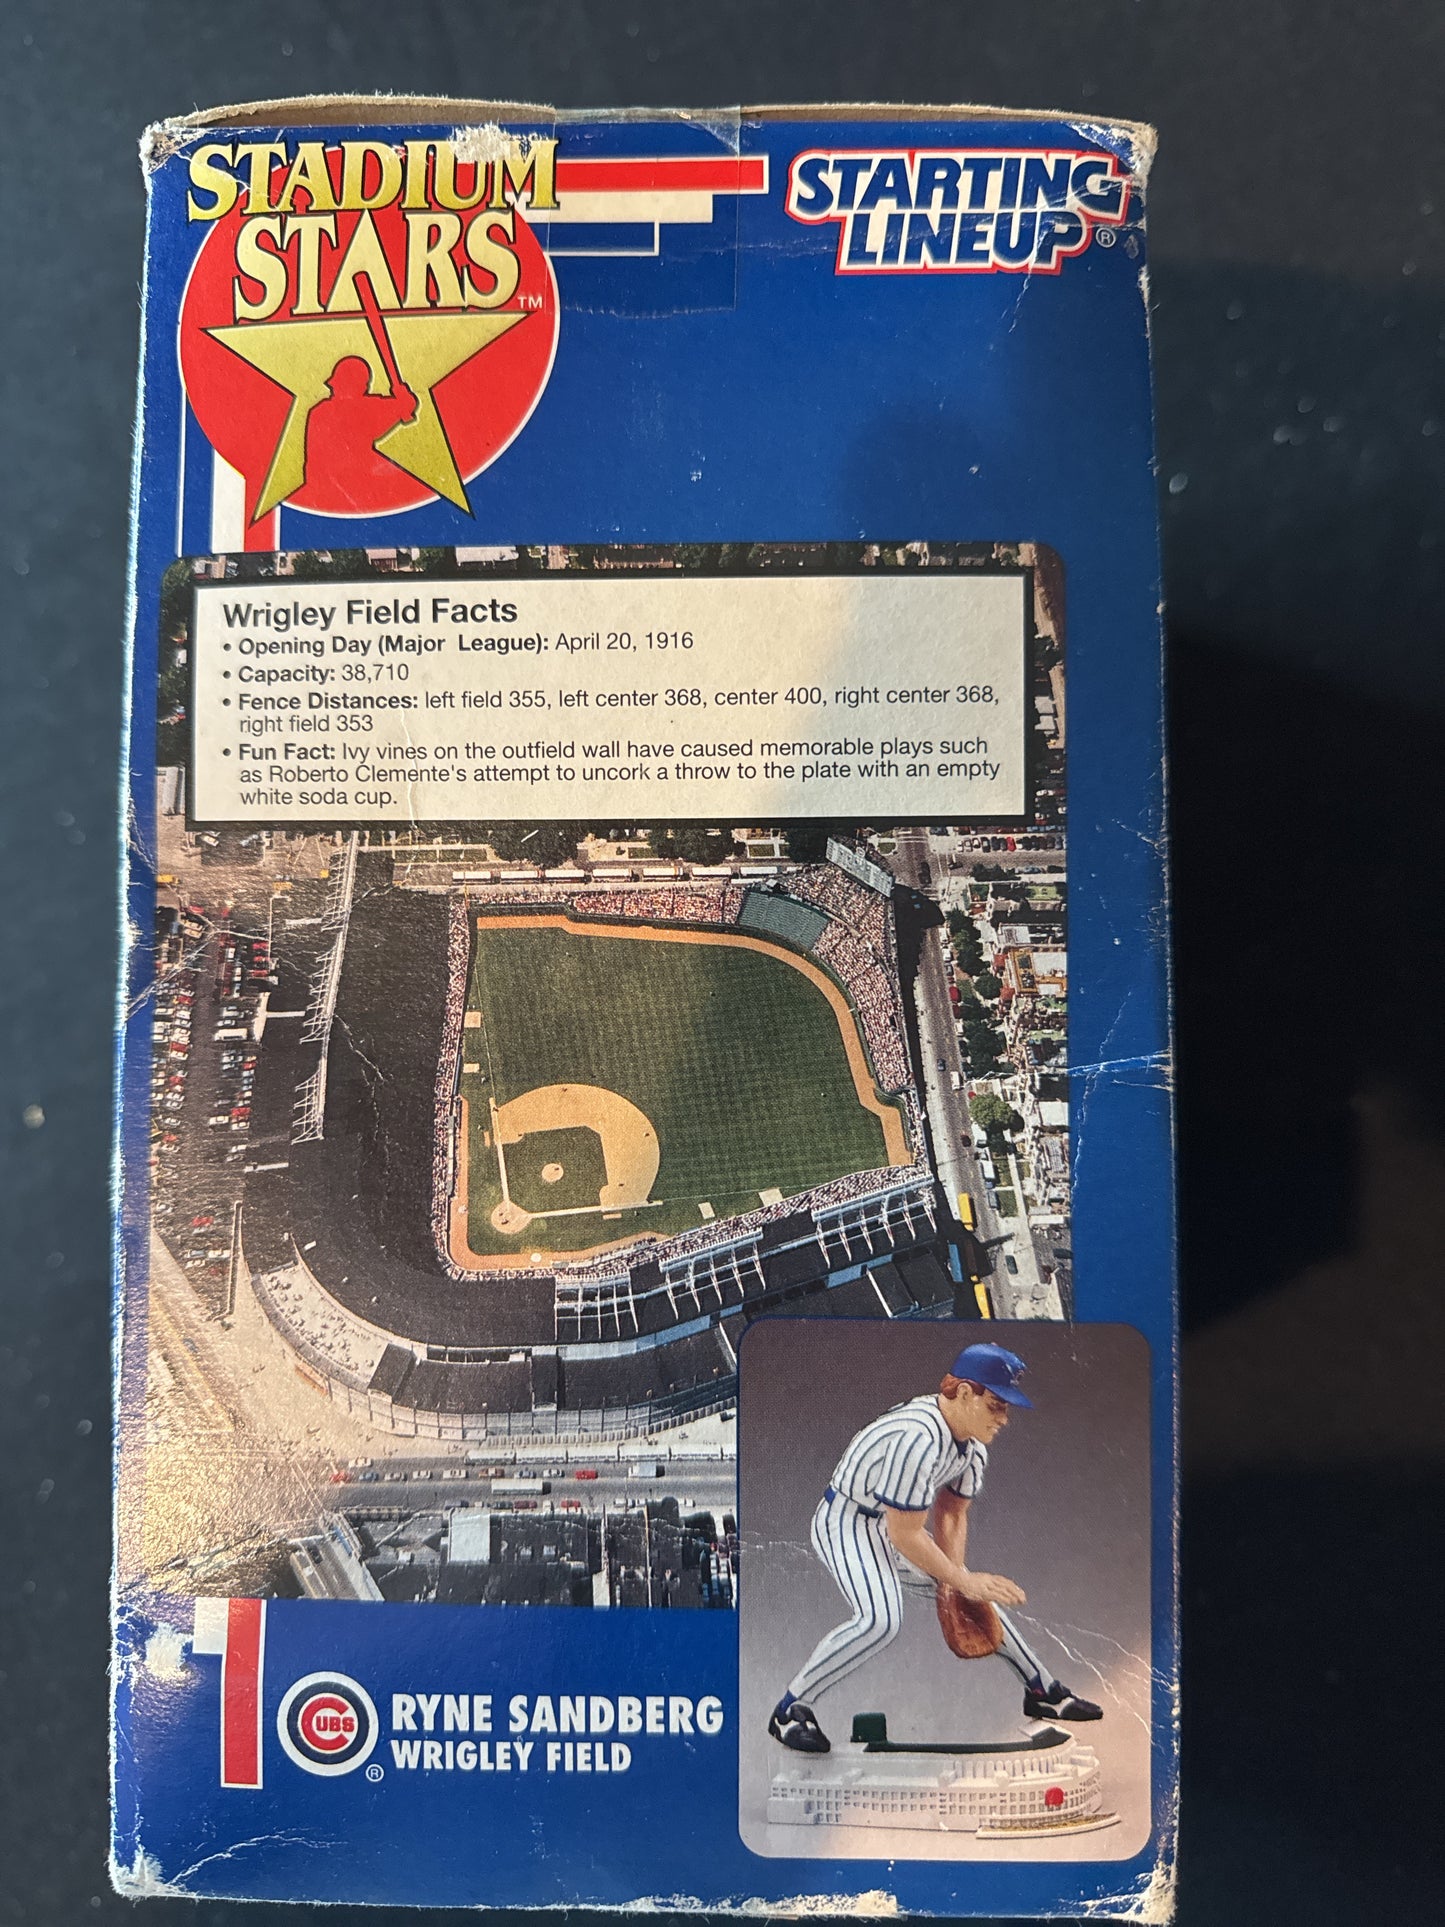 STADIUM
STARS™
STARTING
LINEUP®
Wrigley Field Facts
• Opening Day (Major League): April 20, 1916
• Capacity: 38,710
• Fence Distances: left field 355, left center 368, center 400, right center 368,
right field 353
• Fun Fact: Ivy vines on the outfield wall have caused memorable plays such
as Roberto Clemente's attempt to uncork a throw to the plate with an empty
white soda cup.
CUBS
®
RYNE SANDBERG
WRIGLEY FIELD